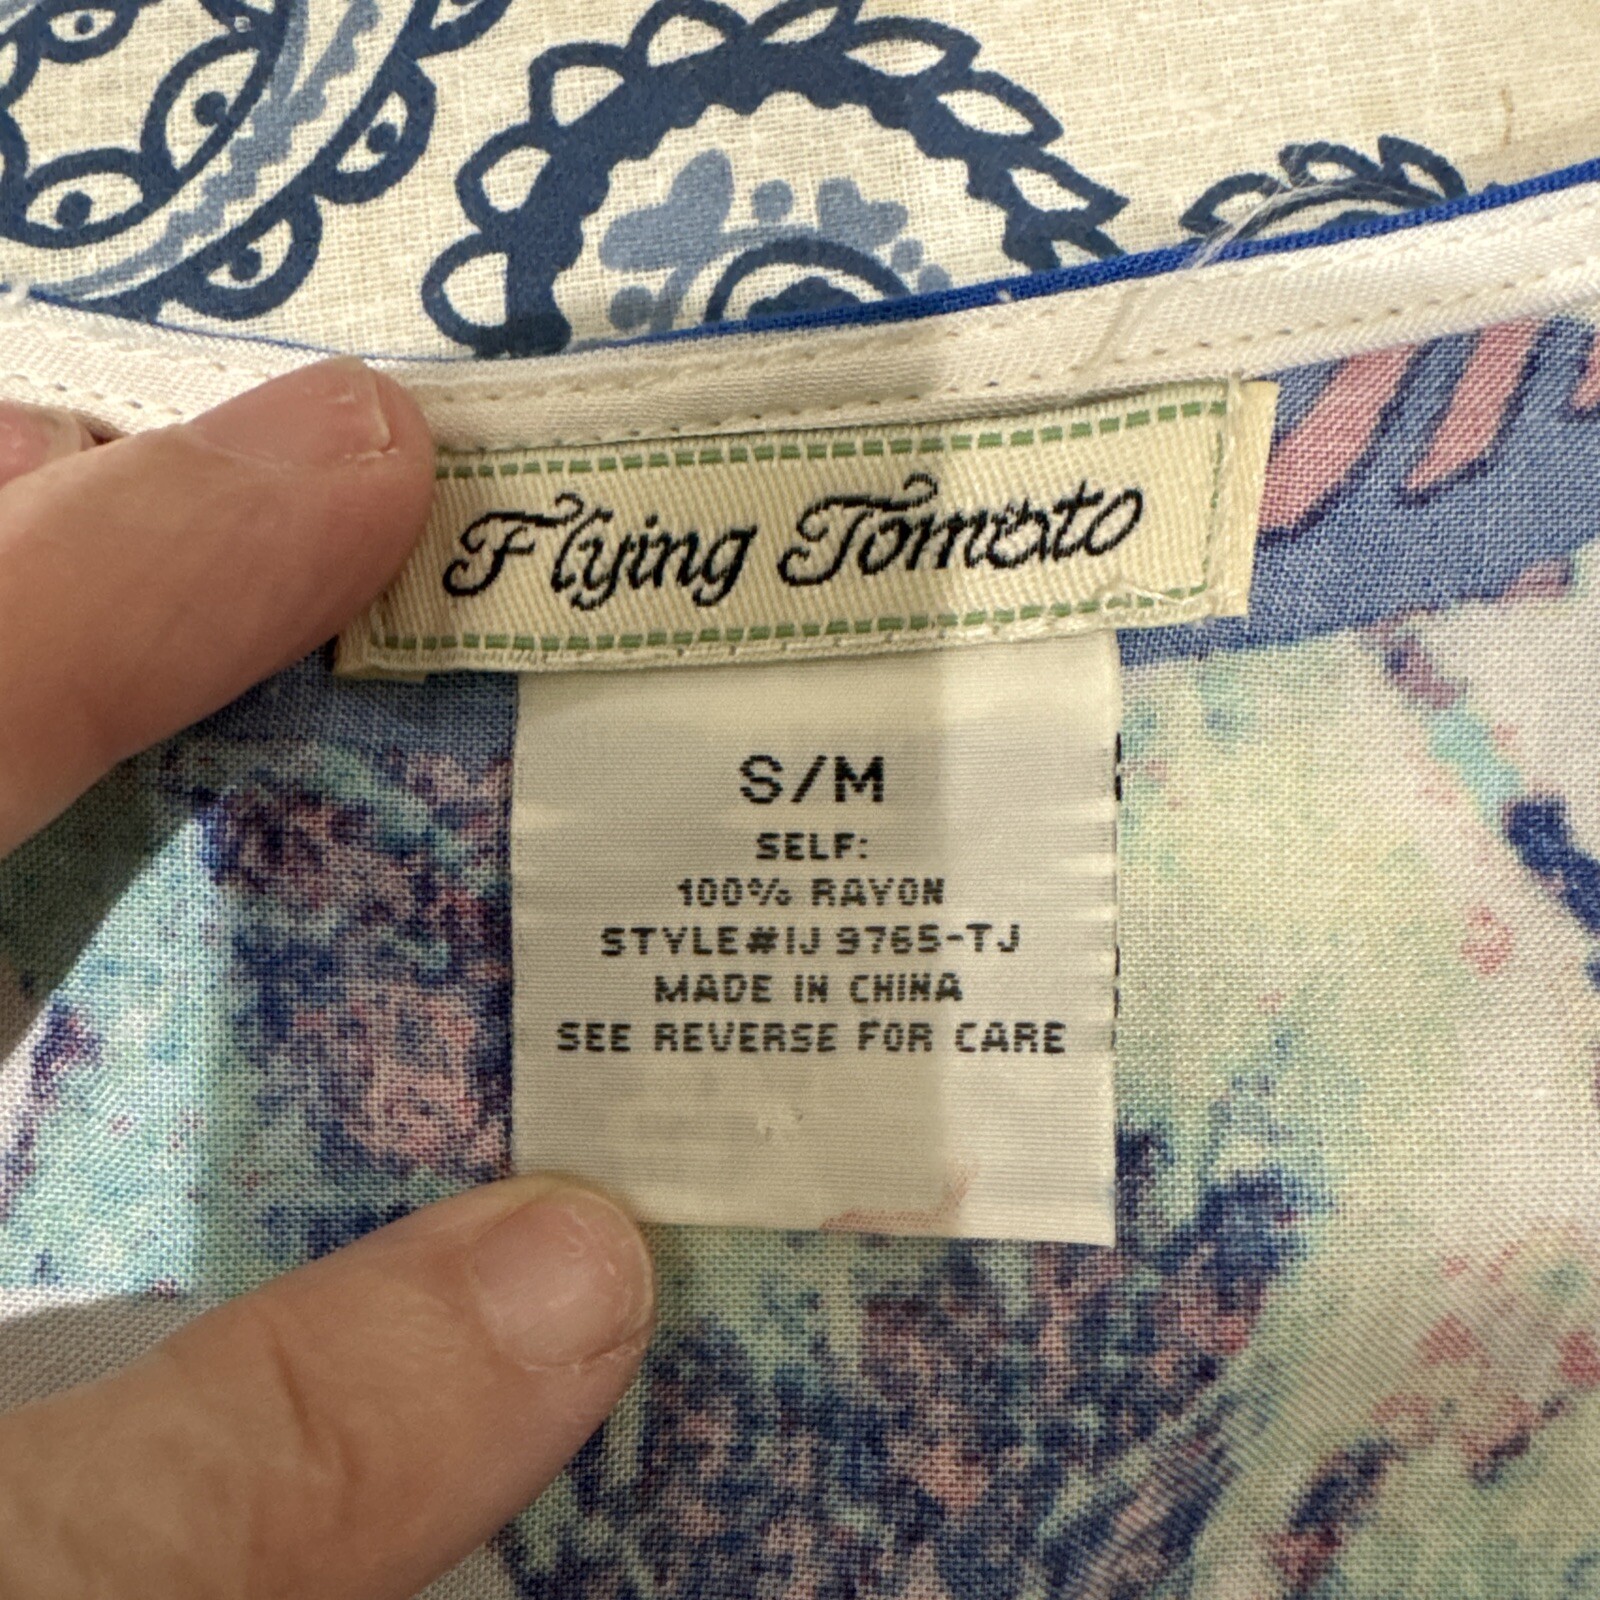 Flying Tomato
S/M
SELF:
100% RAYON
STYLE#IJ 9765-TJ
MADE IN CHINA
SEE REVERSE FOR CARE